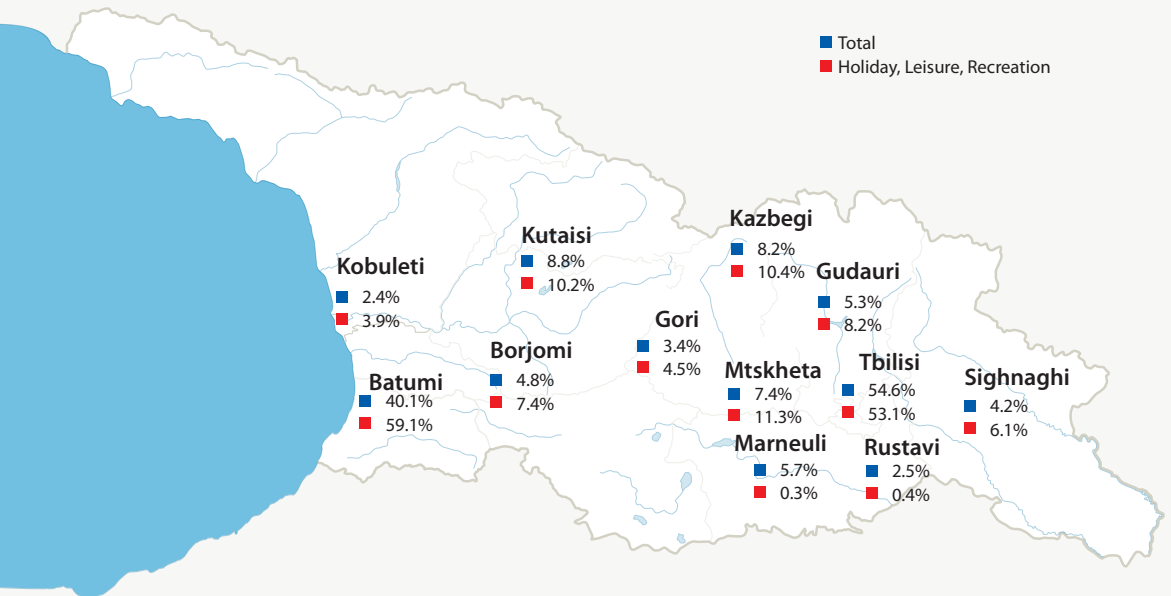 Total
Holiday, Leisure, Recreation
Kazbegi
8.2%
10.4%
Kutaisi
8.8%
10.2%
Gudauri
5.3%
8.2%
Kobuleti
2.4%
3.9%
Gori
3.4%
4.5%
Borjomi
4.8%
7.4%
Mtskheta
7.4%
11.3%
Tbilisi
54.6%
53.1%
Sighnaghi
4.2%
6.1%
Batumi
40.1%
59.1%
Marneuli
5.7%
0.3%
Rustavi
2.5%
0.4%